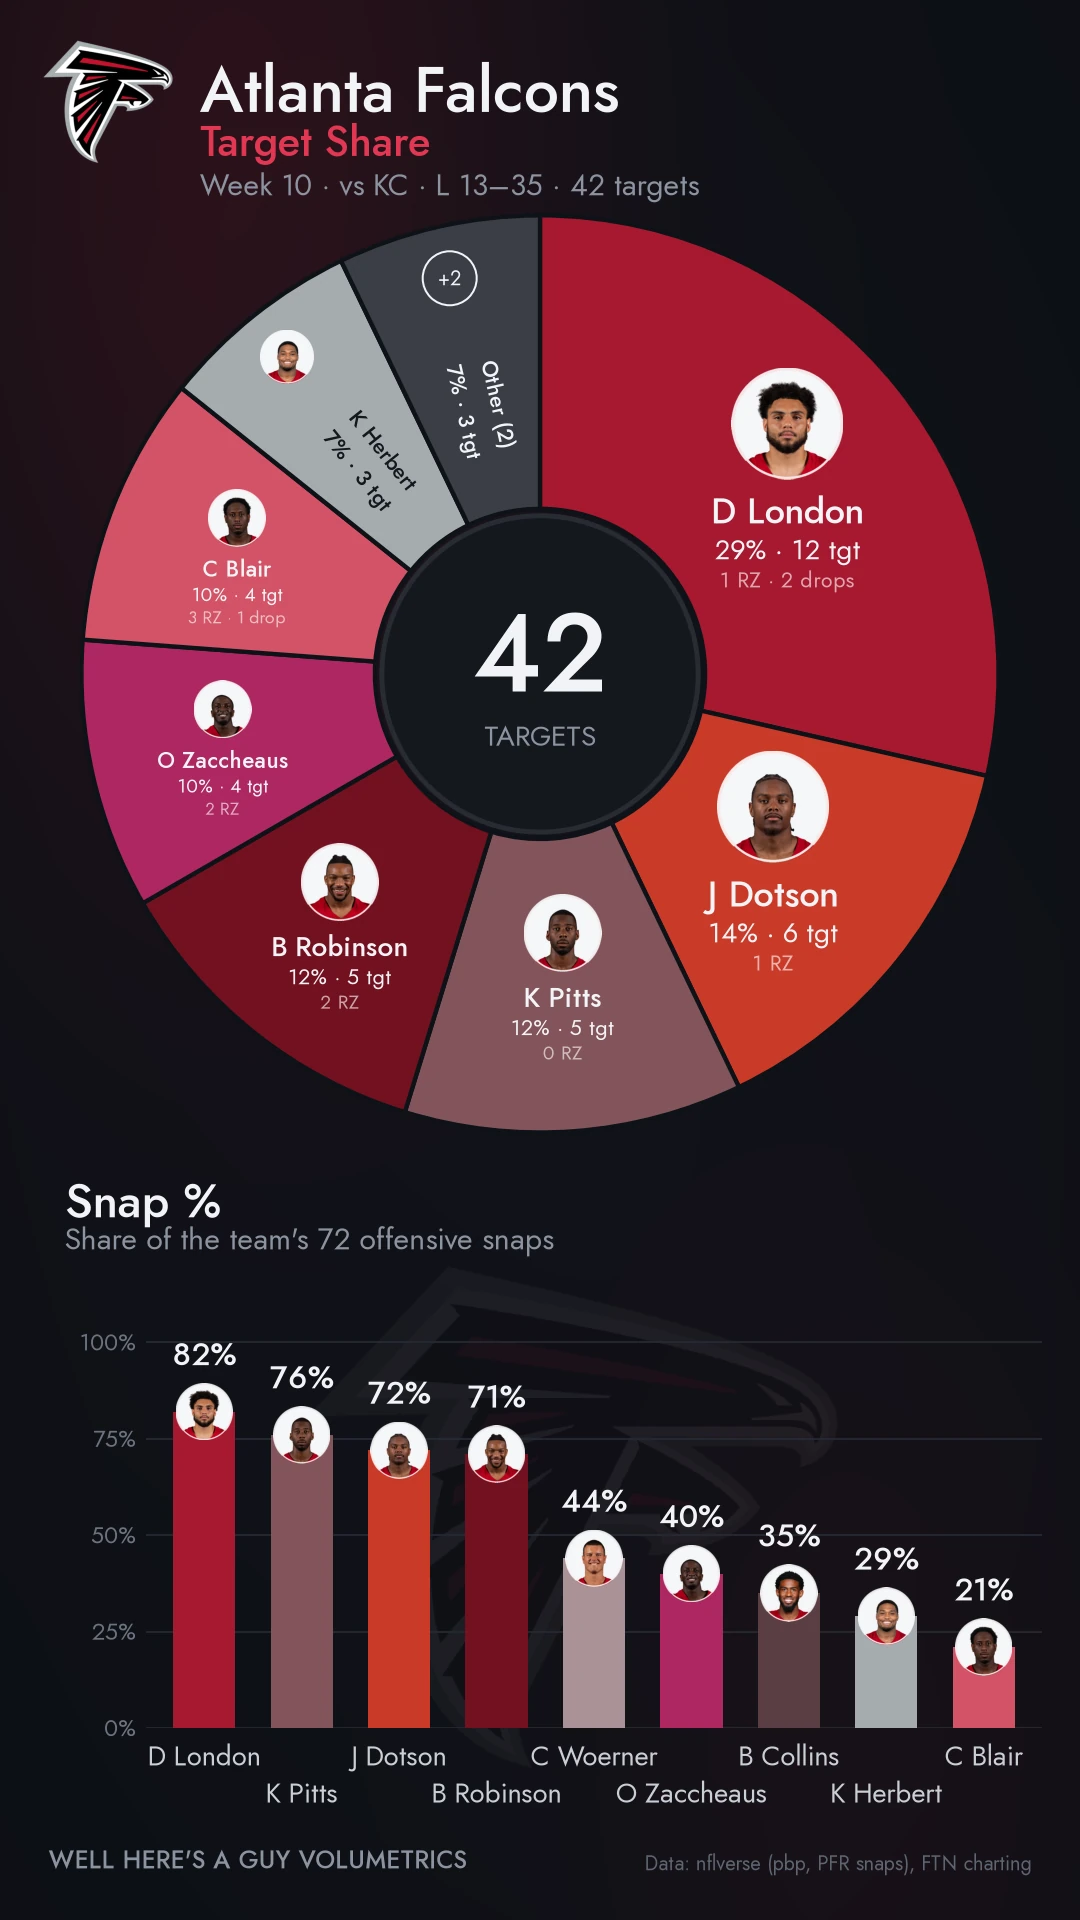 Atlanta Falcons
Target Share
Week 10 · vs KC · L 13–35 · 42 targets
+2
Other (2)
7% · 3 tgt
K Herbert
7% · 3 tgt
D London
29% · 12 tgt
1 RZ · 2 drops
C Blair
10% · 4 tgt
3 RZ · 1 drop
42
TARGETS
O Zaccheaus
10% · 4 tgt
2 RZ
J Dotson
14% · 6 tgt
1 RZ
B Robinson
12% · 5 tgt
2 RZ
K Pitts
12% · 5 tgt
0 RZ
Snap %
Share of the team's 72 offensive snaps
100%
75%
50%
25%
0%
82%
76%
72%
71%
44%
40%
35%
29%
21%
D London
K Pitts
J Dotson
B Robinson
C Woerner
O Zaccheaus
B Collins
K Herbert
C Blair
WELL HERE'S A GUY VOLUMETRICS
Data: nflverse (pbp, PFR snaps), FTN charting